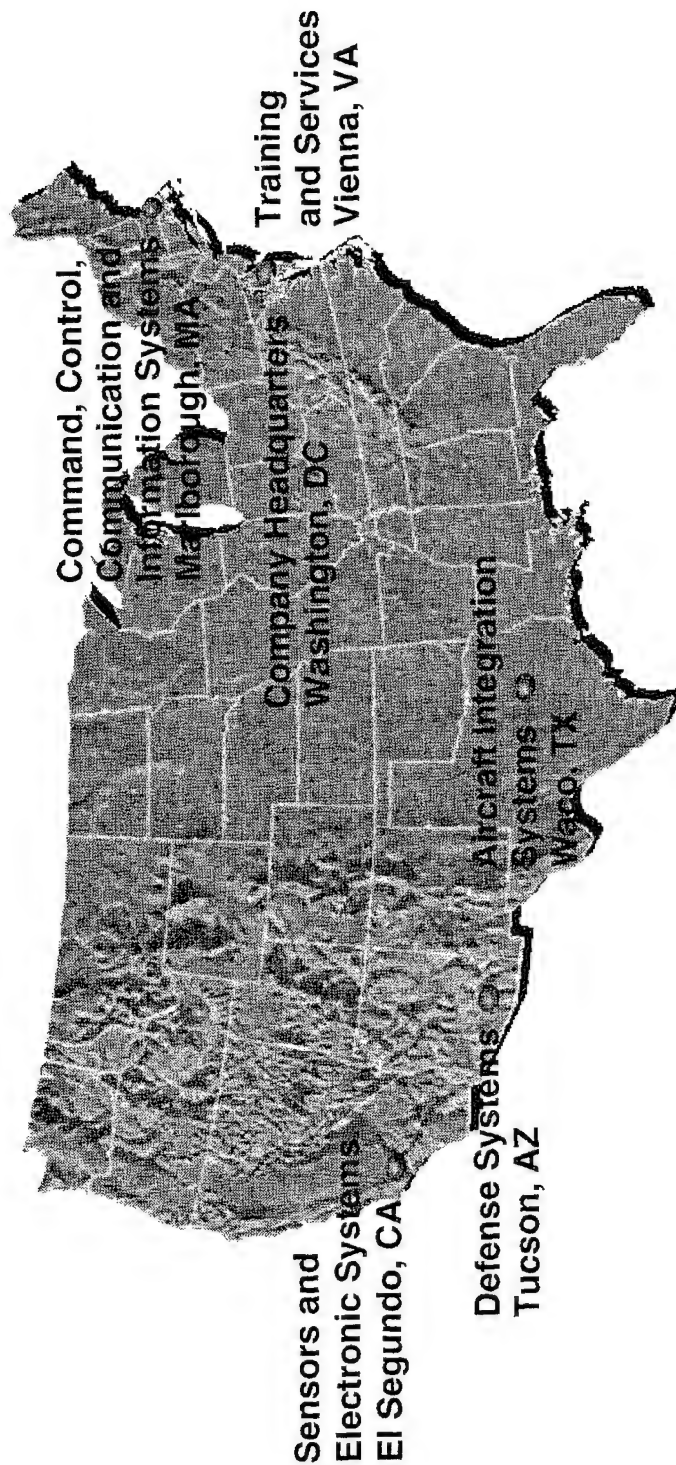 Command, Control,
Communication and
Information Systems
Marlborough, MA
Training
and Services
Vienna, VA
Company Headquarters
Washington, DC
Sensors and
Electronic Systems
El Segundo, CA
Aircraft Integration
Systems
Waco, TX
Defense Systems
Tucson, AZ